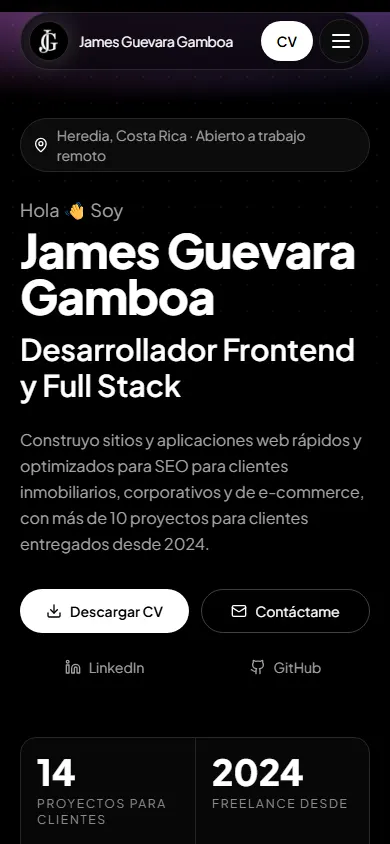 JG
James Guevara Gamboa
CV
Heredia, Costa Rica · Abierto a trabajo
remoto
Hola 👋 Soy
James Guevara
Gamboa
Desarrollador Frontend
y Full Stack
Construyo sitios y aplicaciones web rápidos y
optimizados para SEO para clientes
inmobiliarios, corporativos y de e-commerce,
con más de 10 proyectos para clientes
entregados desde 2024.
Descargar CV
Contáctame
LinkedIn
GitHub
14
PROYECTOS PARA
CLIENTES
2024
FREELANCE DESDE